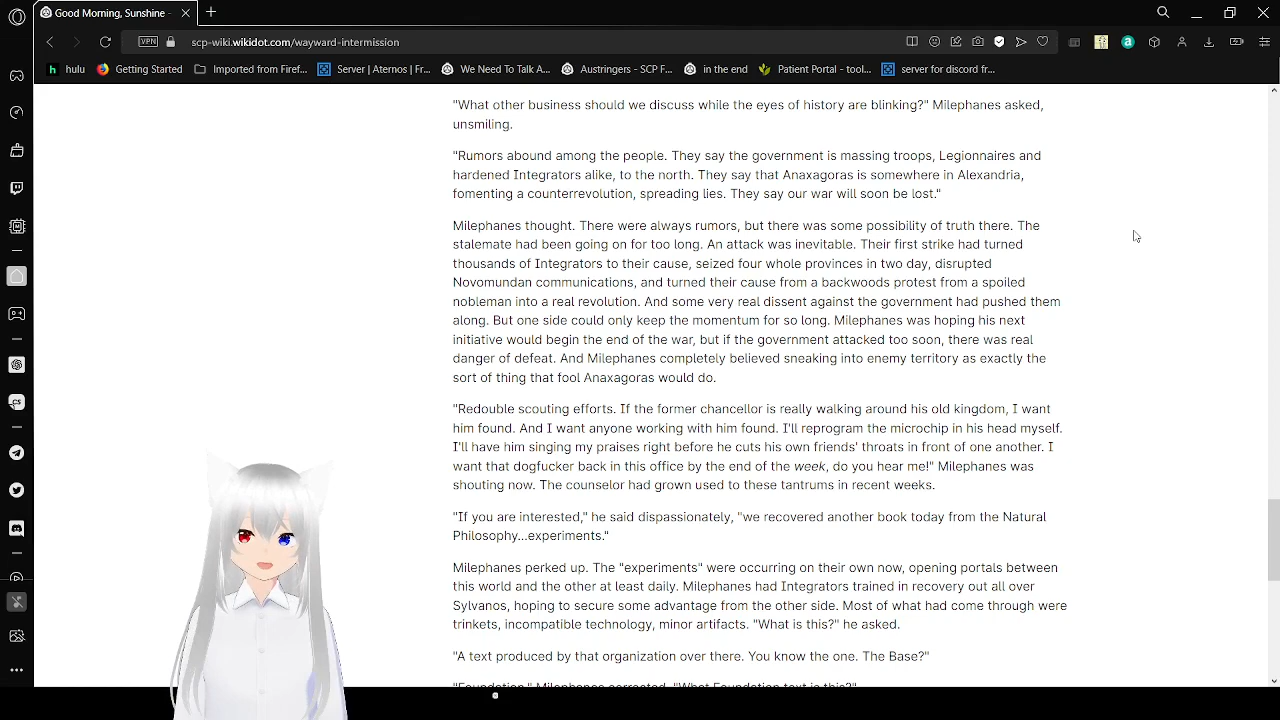 Good Morning, Sunshine -
scp-wiki.wikidot.com/wayward-intermission
VPN
hulu
Getting Started
Imported from Firef...
Server | Aternos | Fr...
We Need To Talk A...
Austringers - SCP F...
in the end
Patient Portal - tool...
server for discord fr...
"What other business should we discuss while the eyes of history are blinking?" Milephanes asked,
unsmiling.
"Rumors abound among the people. They say the government is massing troops, Legionnaires and
hardened Integrators alike, to the north. They say that Anaxagoras is somewhere in Alexandria,
fomenting a counterrevolution, spreading lies. They say our war will soon be lost."
Milephanes thought. There were always rumors, but there was some possibility of truth there. The
stalemate had been going on for too long. An attack was inevitable. Their first strike had turned
thousands of Integrators to their cause, seized four whole provinces in two day, disrupted
Novomundan communications, and turned their cause from a backwoods protest from a spoiled
nobleman into a real revolution. And some very real dissent against the government had pushed them
along. But one side could only keep the momentum for so long. Milephanes was hoping his next
initiative would begin the end of the war, but if the government attacked too soon, there was real
danger of defeat. And Milephanes completely believed sneaking into enemy territory as exactly the
sort of thing that fool Anaxagoras would do.
"Redouble scouting efforts. If the former chancellor is really walking around his old kingdom, I want
him found. And I want anyone working with him found. I'll reprogram the microchip in his head myself.
I'll have him singing my praises right before he cuts his own friends' throats in front of one another. I
want that dogfucker back in this office by the end of the week, do you hear me!" Milephanes was
shouting now. The counselor had grown used to these tantrums in recent weeks.
"If you are interested," he said dispassionately, "we recovered another book today from the Natural
Philosophy...experiments."
Milephanes perked up. The "experiments" were occurring on their own now, opening portals between
this world and the other at least daily. Milephanes had Integrators trained in recovery out all over
Sylvanos, hoping to secure some advantage from the other side. Most of what had come through were
trinkets, incompatible technology, minor artifacts. "What is this?" he asked.
"A text produced by that organization over there. You know the one. The Base?"
"Foundation," Milephanes corrected. "What Foundation text is this?"